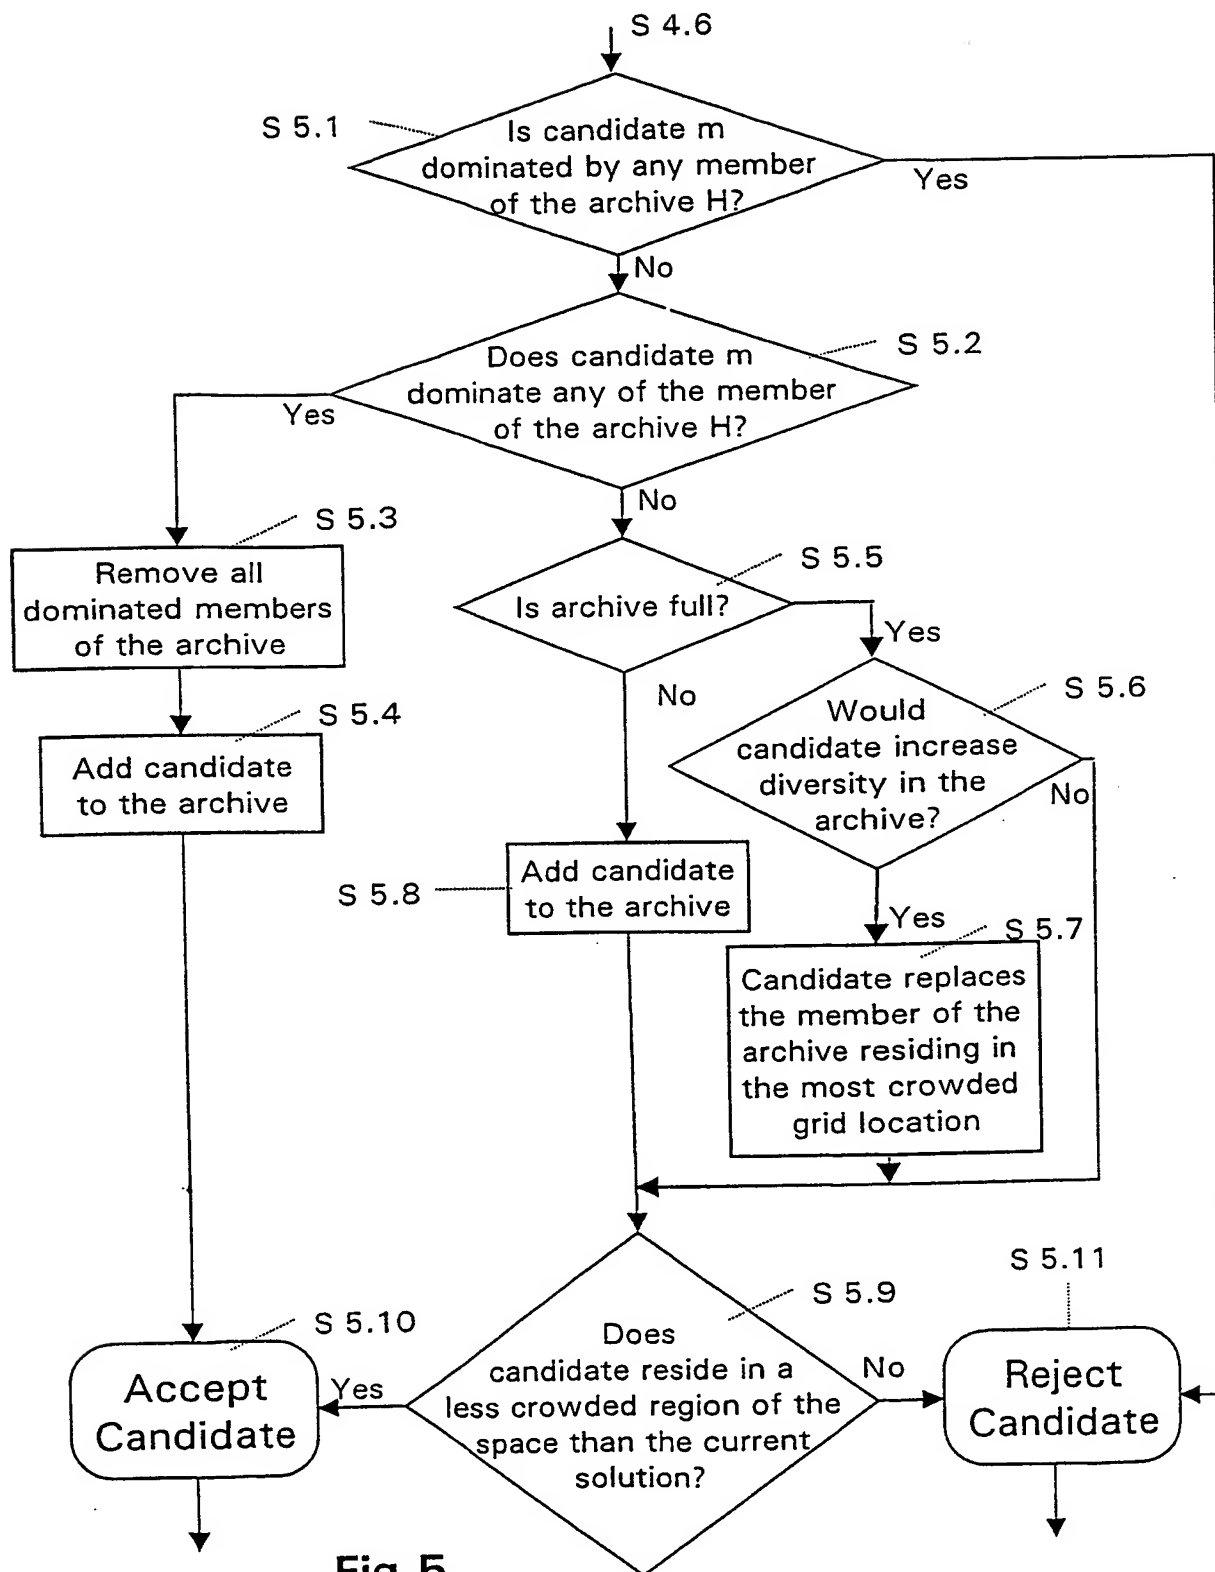 S 4.6
S 5.1
Is candidate m
dominated by any member
of the archive H?
Yes
No
S 5.2
Does candidate m
dominate any of the member
of the archive H?
Yes
No
S 5.3
Remove all
dominated members
of the archive
S 5.5
Is archive full?
Yes
No
S 5.4
Add candidate
to the archive
S 5.6
Would
candidate increase
diversity in the
archive?
No
Yes
S 5.8
Add candidate
to the archive
S 5.7
Candidate replaces
the member of the
archive residing in
the most crowded
grid location
S 5.9
Does
candidate reside in a
less crowded region of the
space than the current
solution?
Yes
No
S 5.10
Accept
Candidate
S 5.11
Reject
Candidate
Fig 5